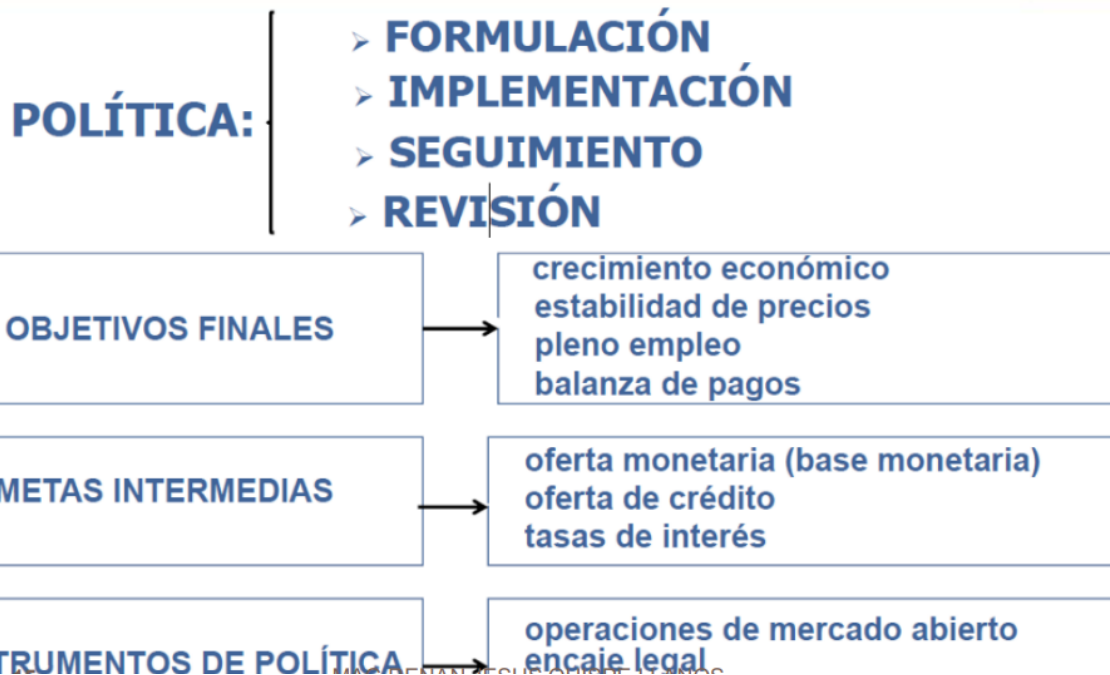 POLÍTICA:
FORMULACIÓN
IMPLEMENTACIÓN
SEGUIMIENTO
REVISIÓN
OBJETIVOS FINALES
crecimiento económico
estabilidad de precios
pleno empleo
balanza de pagos
METAS INTERMEDIAS
oferta monetaria (base monetaria)
oferta de crédito
tasas de interés
TRUMENTOS DE POLÍTICA
operaciones de mercado abierto
encaje legal